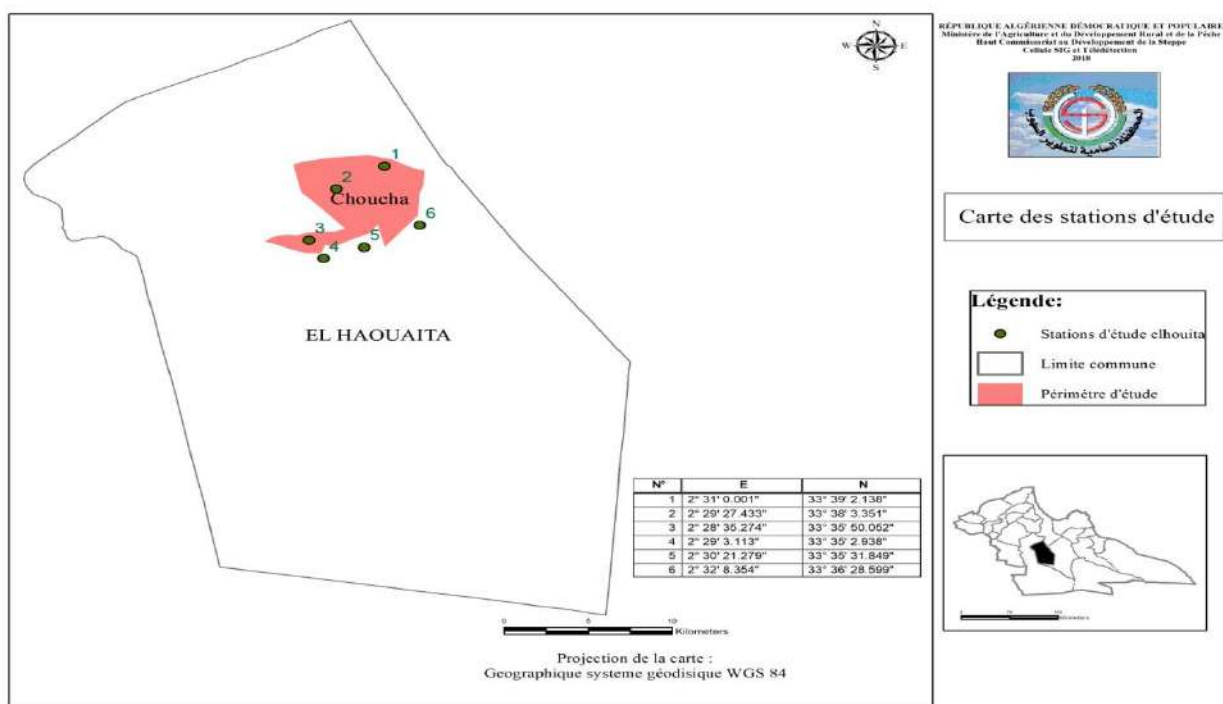 N
W E
S
1
2
Choucha
6
3
5
4
EL HAOUAITA
N° E N
1 2° 31' 0.001" 33° 39' 2.138"
2 2° 29' 27.433" 33° 38' 3.351"
3 2° 28' 35.274" 33° 35' 50.052"
4 2° 29' 3.113" 33° 35' 2.938"
5 2° 30' 21.279" 33° 35' 31.849"
6 2° 32' 8.354" 33° 36' 28.599"
0 5 10
Kilometers
Projection de la carte :
Geographique systeme géodisique WGS 84
RÉPUBLIQUE ALGÉRIENNE DÉMOCRATIQUE ET POPULAIRE
Ministère de l'Agriculture et du Développement Rural et de la Pêche
Haut Commissariat au Développement de la Steppe
Cellule SIG et Télédétection
2018
المحافظة السامية لتطوير السهوب
Carte des stations d'étude
Légende:
Stations d'étude elhouita
Limite commune
Périmètre d'étude
Kilometers